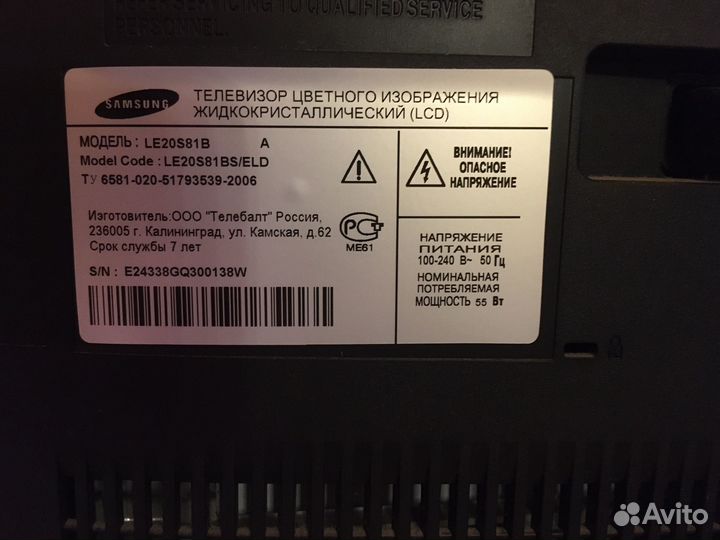 REFER SERVICING TO QUALIFIED SERVICE
PERSONNEL.
SAMSUNG
ТЕЛЕВИЗОР ЦВЕТНОГО ИЗОБРАЖЕНИЯ
ЖИДКОКРИСТАЛЛИЧЕСКИЙ (LCD)
МОДЕЛЬ : LE20S81B A
Model Code : LE20S81BS/ELD
ТУ 6581-020-51793539-2006
Изготовитель:ООО "Телебалт" Россия,
236005 г. Калининград, ул. Камская, д.62
Срок службы 7 лет
РСТ
МЕ61
S/N : E24338GQ300138W
ВНИМАНИЕ!
ОПАСНОЕ
НАПРЯЖЕНИЕ
НАПРЯЖЕНИЕ
ПИТАНИЯ
100-240 В~ 50 Гц
НОМИНАЛЬНАЯ
ПОТРЕБЛЯЕМАЯ
МОЩНОСТЬ 55 Вт
Avito